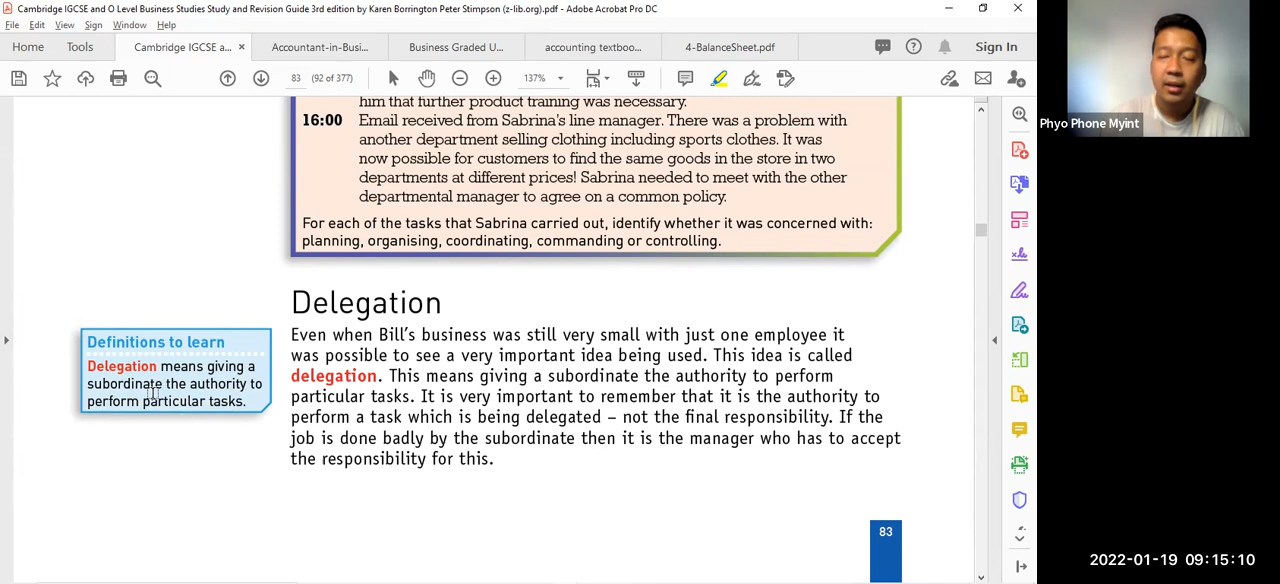 Cambridge IGCSE and O Level Business Studies Study and Revision Guide 3rd edition by Karen Borrington Peter Stimpson (z-lib.org).pdf - Adobe Acrobat Pro DC
File Edit View Sign Window Help
Home Tools Cambridge IGCSE a... × Accountant-in-Busi... Business Graded U... accounting textboo... 4-BalanceSheet.pdf Sign In
83 (92 of 377) 137%
him that further product training was necessary.
16:00 Email received from Sabrina's line manager. There was a problem with
another department selling clothing including sports clothes. It was
now possible for customers to find the same goods in the store in two
departments at different prices! Sabrina needed to meet with the other
departmental manager to agree on a common policy.
For each of the tasks that Sabrina carried out, identify whether it was concerned with:
planning, organising, coordinating, commanding or controlling.
Delegation
Even when Bill's business was still very small with just one employee it
was possible to see a very important idea being used. This idea is called
delegation. This means giving a subordinate the authority to perform
particular tasks. It is very important to remember that it is the authority to
perform a task which is being delegated – not the final responsibility. If the
job is done badly by the subordinate then it is the manager who has to accept
the responsibility for this.
Definitions to learn
Delegation means giving a
subordinate the authority to
perform particular tasks.
83
Phyo Phone Myint
2022-01-19 09:15:10